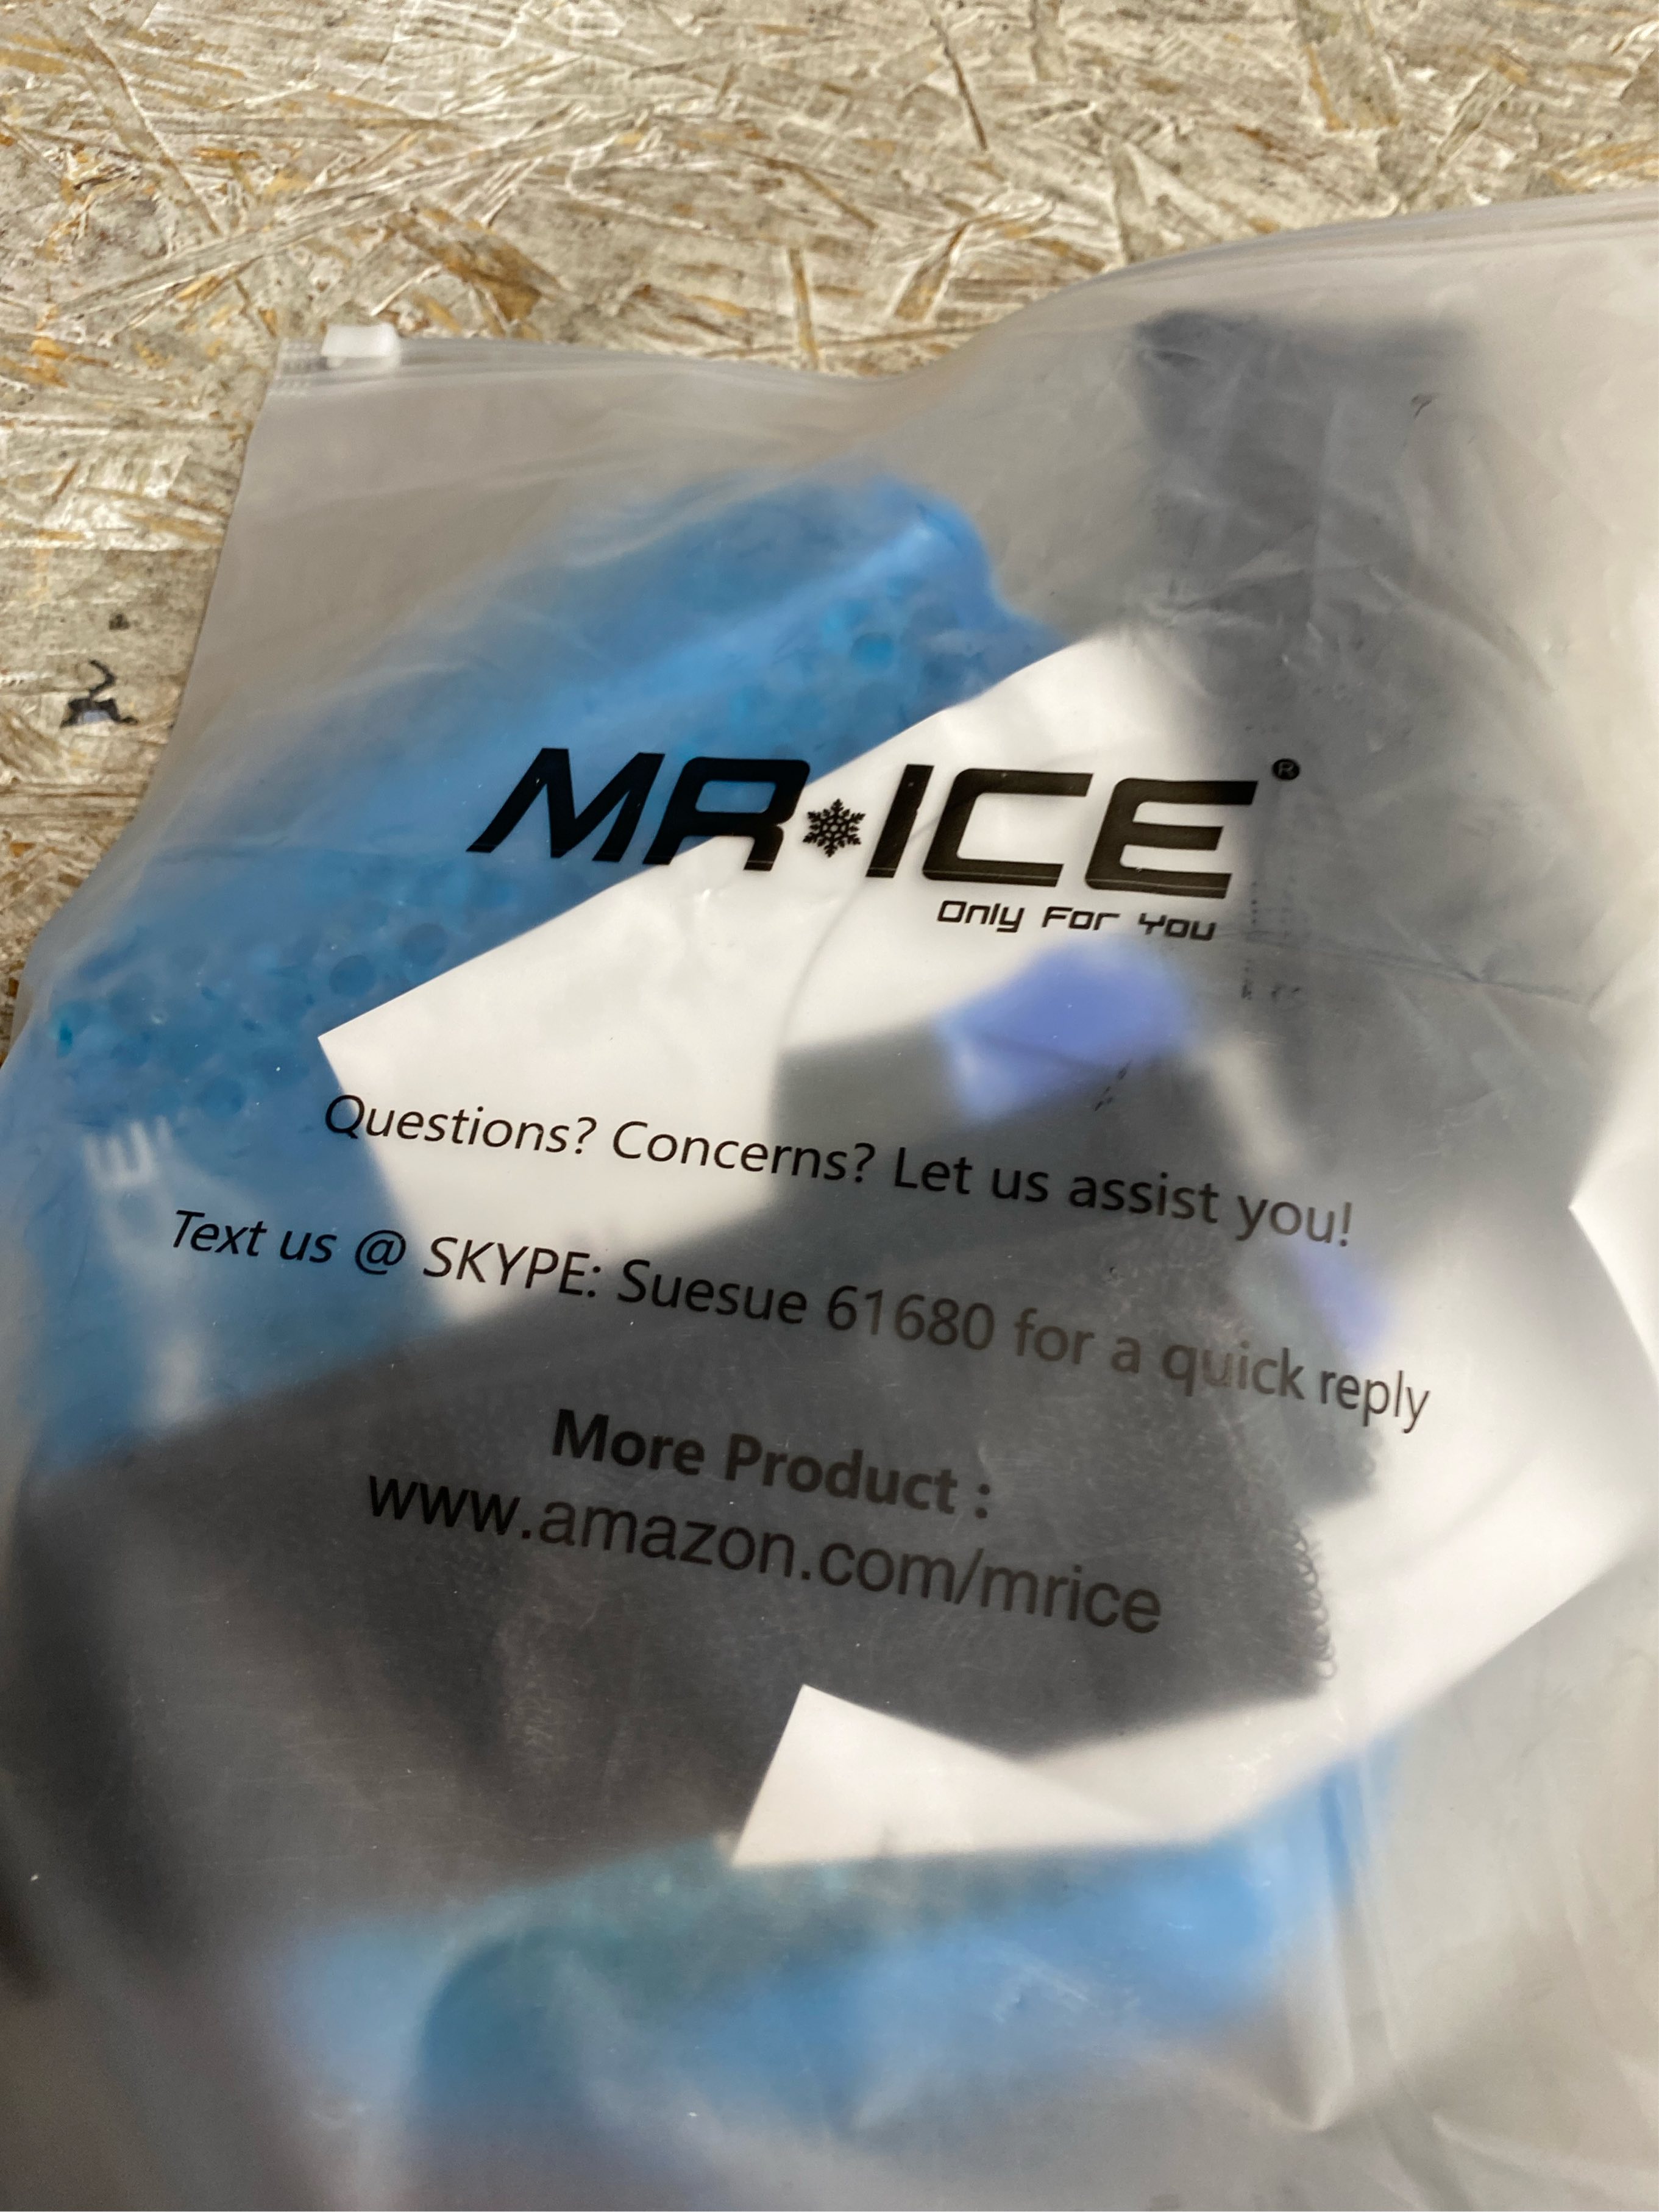 MR ICE®
Only For You
Questions? Concerns? Let us assist you!
Text us @ SKYPE: Suesue 61680 for a quick reply
More Product :
www.amazon.com/mrice